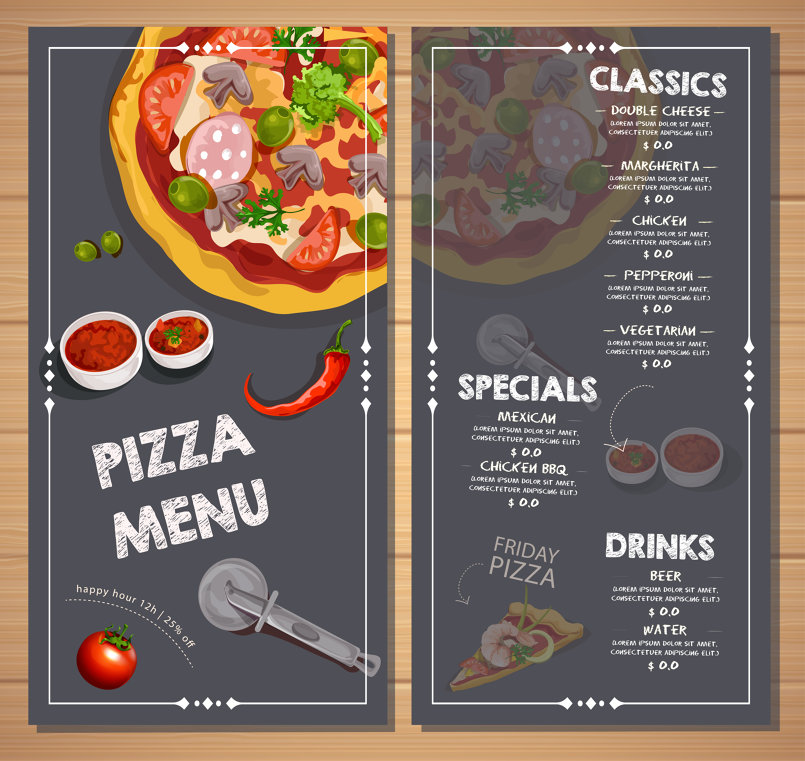 PIZZA
MENU
happy hour 12h | 25% off
CLASSICS
DOUBLE CHEESE
(LOREM IPSUM DOLOR SIT AMET,
CONSECTETUER ADIPISCING ELIT.)
$ 0.0
MARGHERITA
(LOREM IPSUM DOLOR SIT AMET,
CONSECTETUER ADIPISCING ELIT.)
$ 0.0
CHICKEN
(LOREM IPSUM DOLOR SIT AMET,
CONSECTETUER ADIPISCING ELIT.)
$ 0.0
PEPPERONI
(LOREM IPSUM DOLOR SIT AMET,
CONSECTETUER ADIPISCING ELIT.)
$ 0.0
VEGETARIAN
(LOREM IPSUM DOLOR SIT AMET,
CONSECTETUER ADIPISCING ELIT.)
$ 0.0
SPECIALS
MEXICAN
(LOREM IPSUM DOLOR SIT AMET,
CONSECTETUER ADIPISCING ELIT.)
$ 0.0
CHICKEN BBQ
(LOREM IPSUM DOLOR SIT AMET,
CONSECTETUER ADIPISCING ELIT.)
$ 0.0
FRIDAY
PIZZA
DRINKS
BEER
(LOREM IPSUM DOLOR SIT AMET,
CONSECTETUER ADIPISCING ELIT.)
$ 0.0
WATER
(LOREM IPSUM DOLOR SIT AMET,
CONSECTETUER ADIPISCING ELIT.)
$ 0.0